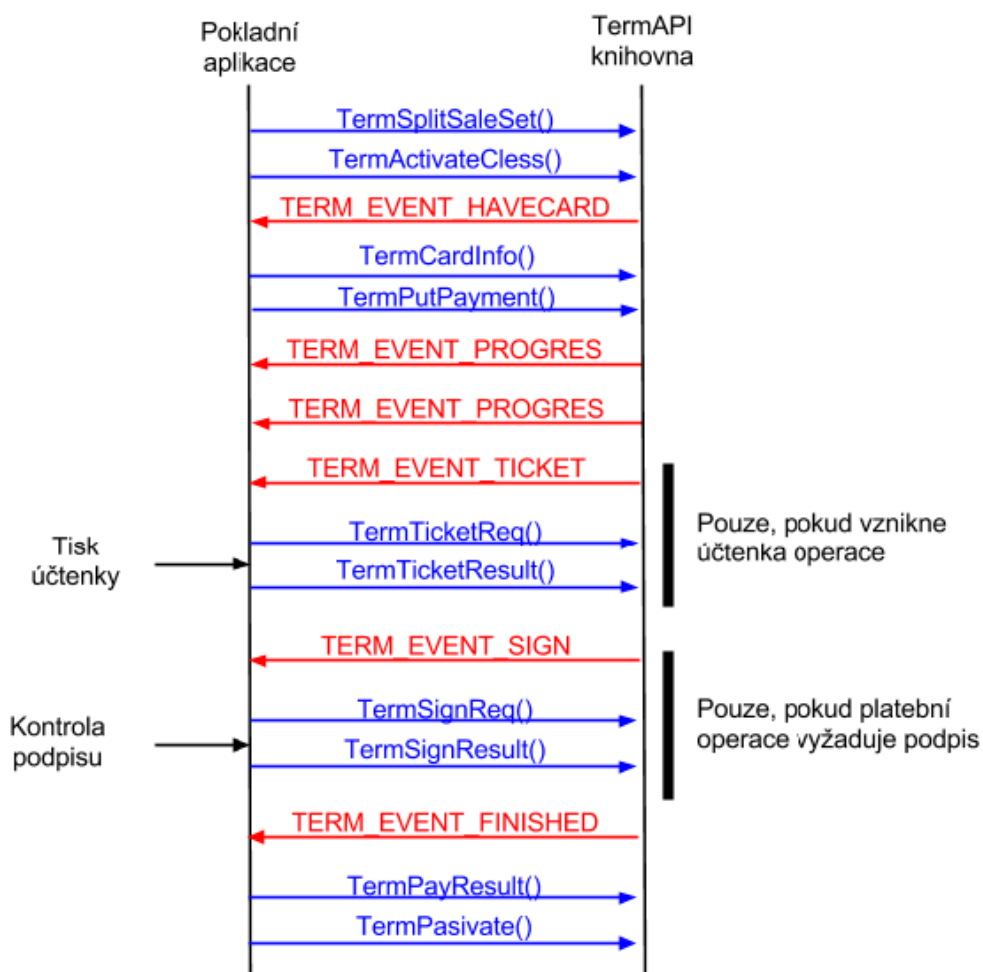 Pokladní
aplikace
TermAPI
knihovna
TermSplitSaleSet()
TermActivateCless()
TERM_EVENT_HAVECARD
TermCardInfo()
TermPutPayment()
TERM_EVENT_PROGRES
TERM_EVENT_PROGRES
TERM_EVENT_TICKET
TermTicketReq()
Pouze, pokud vznikne
účtenka operace
Tisk
účtenky
TermTicketResult()
TERM_EVENT_SIGN
TermSignReq()
Pouze, pokud platební
operace vyžaduje podpis
Kontrola
podpisu
TermSignResult()
TERM_EVENT_FINISHED
TermPayResult()
TermPasivate()